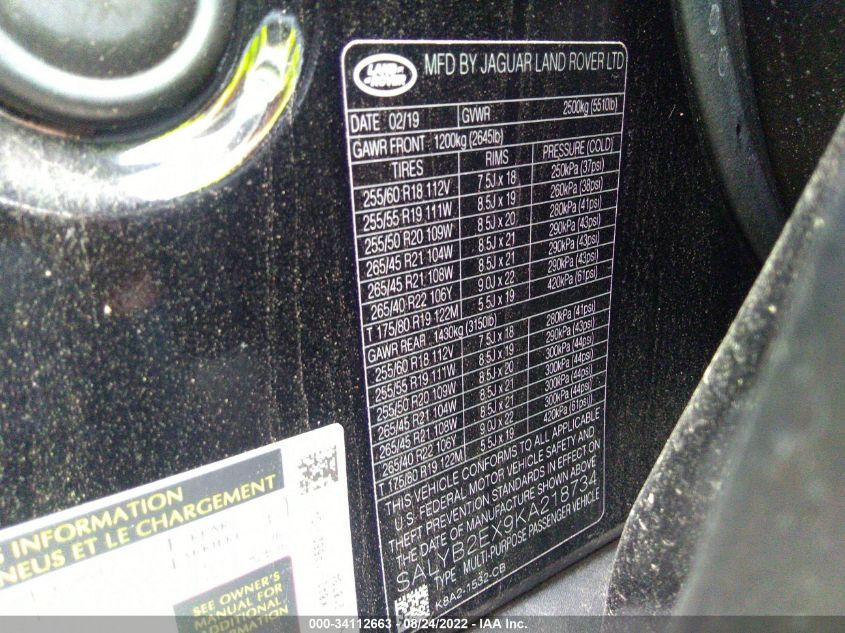 LAND ROVER
MFD BY JAGUAR LAND ROVER LTD
DATE 02/19 GVWR 2500kg (5510lb)
GAWR FRONT 1200kg (2645lb)
TIRES RIMS PRESSURE (COLD)
255/60 R18 112V 7.5J x 18 250kPa (37psi)
255/55 R19 111W 8.5J x 19 260kPa (38psi)
255/50 R20 109W 8.5J x 20 280kPa (41psi)
265/45 R21 104W 8.5J x 21 290kPa (43psi)
265/45 R21 108W 8.5J x 21 290kPa (43psi)
265/40 R22 106Y 9.0J x 22 290kPa (43psi)
T 175/80 R19 122M 5.5J x 19 420kPa (61psi)
GAWR REAR 1430kg (3150lb)
255/60 R18 112V 7.5J x 18 280kPa (41psi)
255/55 R19 111W 8.5J x 19 290kPa (43psi)
255/50 R20 109W 8.5J x 20 300kPa (44psi)
265/45 R21 104W 8.5J x 21 300kPa (44psi)
265/45 R21 108W 8.5J x 21 300kPa (44psi)
265/40 R22 106Y 9.0J x 22 300kPa (44psi)
T 175/80 R19 122M 5.5J x 19 420kPa (61psi)
THIS VEHICLE CONFORMS TO ALL APPLICABLE
U.S. FEDERAL MOTOR VEHICLE SAFETY AND
THEFT PREVENTION STANDARDS IN EFFECT ON
THE DATE OF MANUFACTURE SHOWN ABOVE
SALYB2EX9KA218734
TYPE MULTI-PURPOSE PASSENGER VEHICLE
K8A2-1532-CB
INFORMATION
NEUS ET LE CHARGEMENT
REAR
SEE OWNER'S
MANUAL FOR
ADDITIONAL
INFORMATION
000-34112663 - 08/24/2022 - IAA Inc.